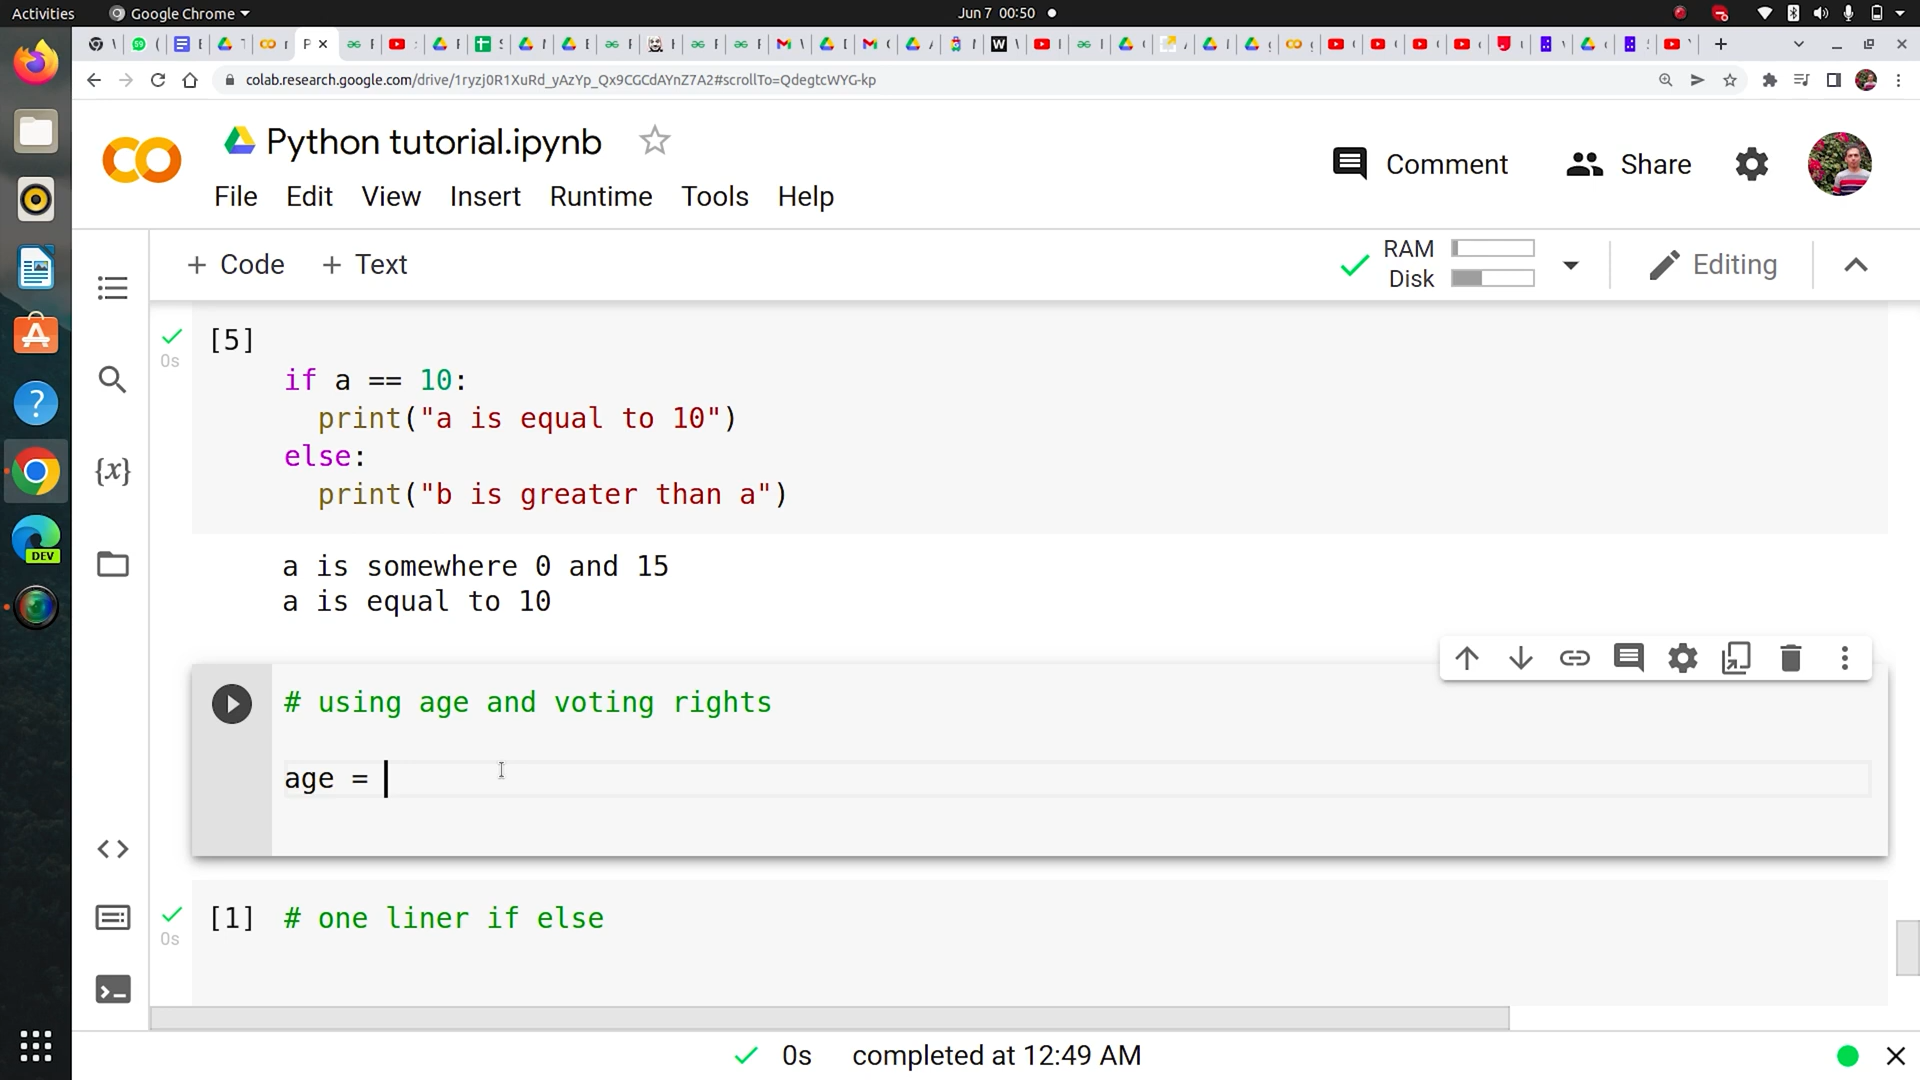 Activities Google Chrome Jun 7 00:50
colab.research.google.com/drive/1ryzj0R1XuRd_yAzYp_Qx9CGCdAYnZ7A2#scrollTo=QdegtcWYG-kp
Python tutorial.ipynb
Comment Share
File Edit View Insert Runtime Tools Help
+ Code + Text
RAM
Disk
Editing
[5]
0s
if a == 10:
print("a is equal to 10")
else:
print("b is greater than a")
a is somewhere 0 and 15
a is equal to 10
# using age and voting rights
age =
[1] # one liner if else
0s
{x}
DEV
0s completed at 12:49 AM